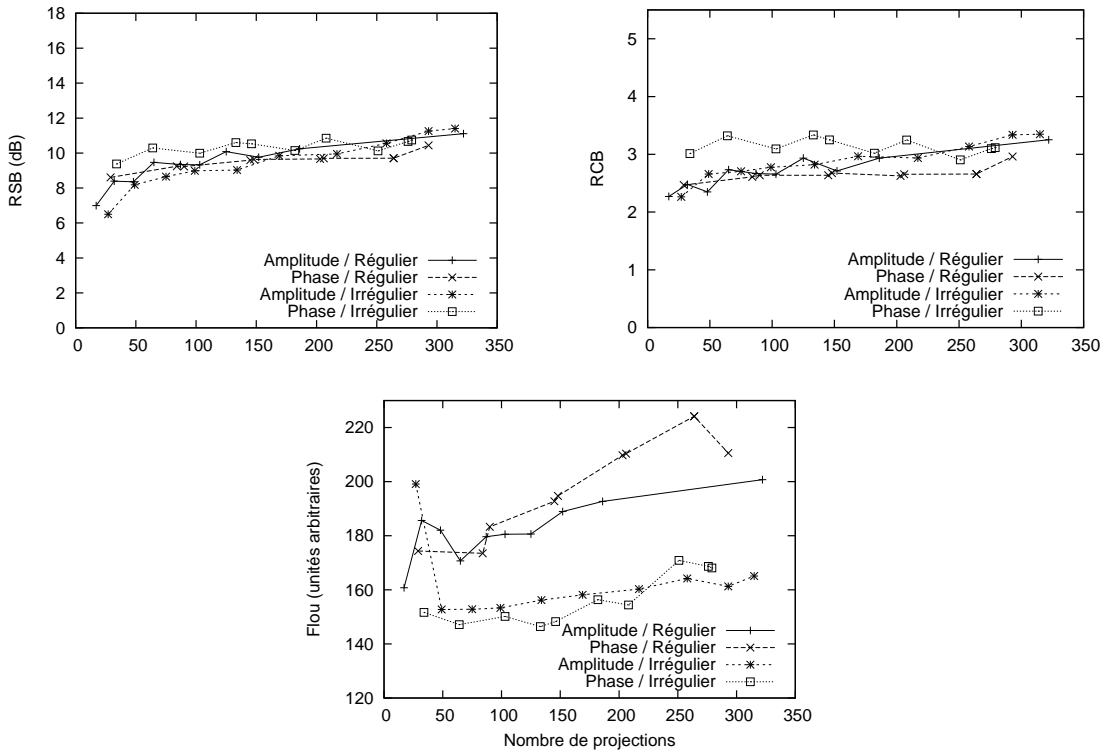 18
16
14
12
10
8
6
4
2
0
RSB (dB)
Amplitude / Régulier
Phase / Régulier
Amplitude / Irrégulier
Phase / Irrégulier
0 50 100 150 200 250 300 350
5
4
3
2
1
0
RCB
Amplitude / Régulier
Phase / Régulier
Amplitude / Irrégulier
Phase / Irrégulier
0 50 100 150 200 250 300 350
220
200
180
160
140
120
Flou (unités arbitraires)
Amplitude / Régulier
Phase / Régulier
Amplitude / Irrégulier
Phase / Irrégulier
0 50 100 150 200 250 300 350
Nombre de projections